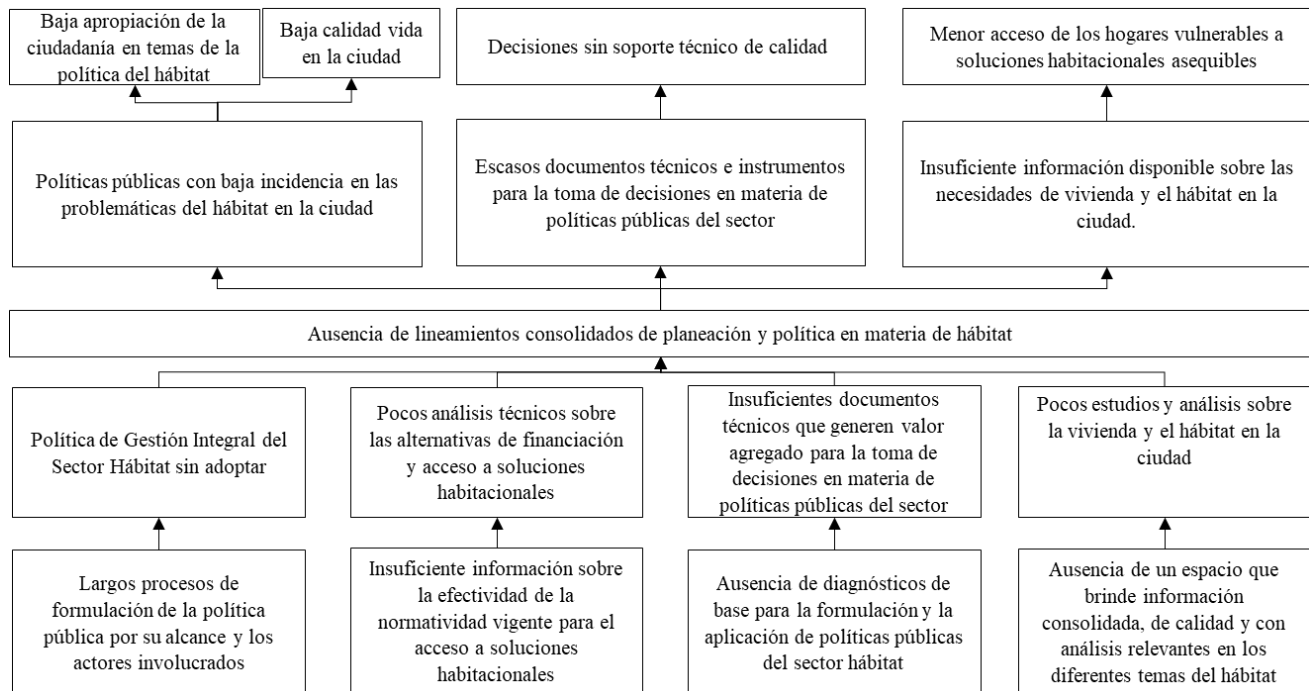 Baja apropiación de la
ciudadanía en temas de la
política del hábitat
Baja calidad vida
en la ciudad
Decisiones sin soporte técnico de calidad
Menor acceso de los hogares vulnerables a
soluciones habitacionales asequibles
Políticas públicas con baja incidencia en las
problemáticas del hábitat en la ciudad
Escasos documentos técnicos e instrumentos
para la toma de decisiones en materia de
políticas públicas del sector
Insuficiente información disponible sobre las
necesidades de vivienda y el hábitat en la
ciudad.
Ausencia de lineamientos consolidados de planeación y política en materia de hábitat
Política de Gestión Integral del
Sector Hábitat sin adoptar
Pocos análisis técnicos sobre
las alternativas de financiación
y acceso a soluciones
habitacionales
Insuficientes documentos
técnicos que generen valor
agregado para la toma de
decisiones en materia de
políticas públicas del sector
Pocos estudios y análisis sobre
la vivienda y el hábitat en la
ciudad
Largos procesos de
formulación de la política
pública por su alcance y los
actores involucrados
Insuficiente información sobre
la efectividad de la
normatividad vigente para el
acceso a soluciones
habitacionales
Ausencia de diagnósticos de
base para la formulación y la
aplicación de políticas públicas
del sector hábitat
Ausencia de un espacio que
brinde información
consolidada, de calidad y con
análisis relevantes en los
diferentes temas del hábitat